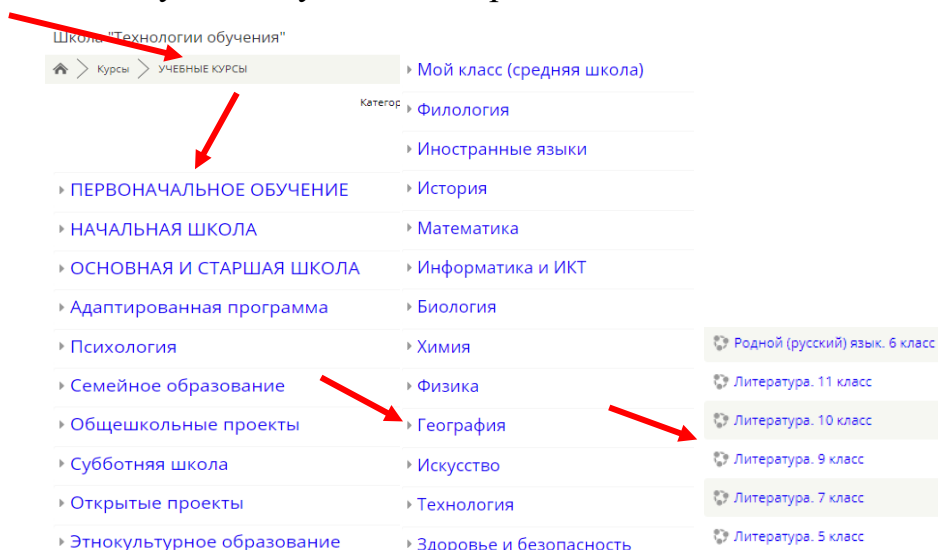 Школа "Технологии обучения"
Курсы УЧЕБНЫЕ КУРСЫ
Категор
ПЕРВОНАЧАЛЬНОЕ ОБУЧЕНИЕ
НАЧАЛЬНАЯ ШКОЛА
ОСНОВНАЯ И СТАРШАЯ ШКОЛА
Адаптированная программа
Психология
Семейное образование
Общешкольные проекты
Субботняя школа
Открытые проекты
Этнокультурное образование
Мой класс (средняя школа)
Филология
Иностранные языки
История
Математика
Информатика и ИКТ
Биология
Химия
Физика
География
Искусство
Технология
Здоровье и безопасность
Родной (русский) язык. 6 класс
Литература. 11 класс
Литература. 10 класс
Литература. 9 класс
Литература. 7 класс
Литература. 5 класс